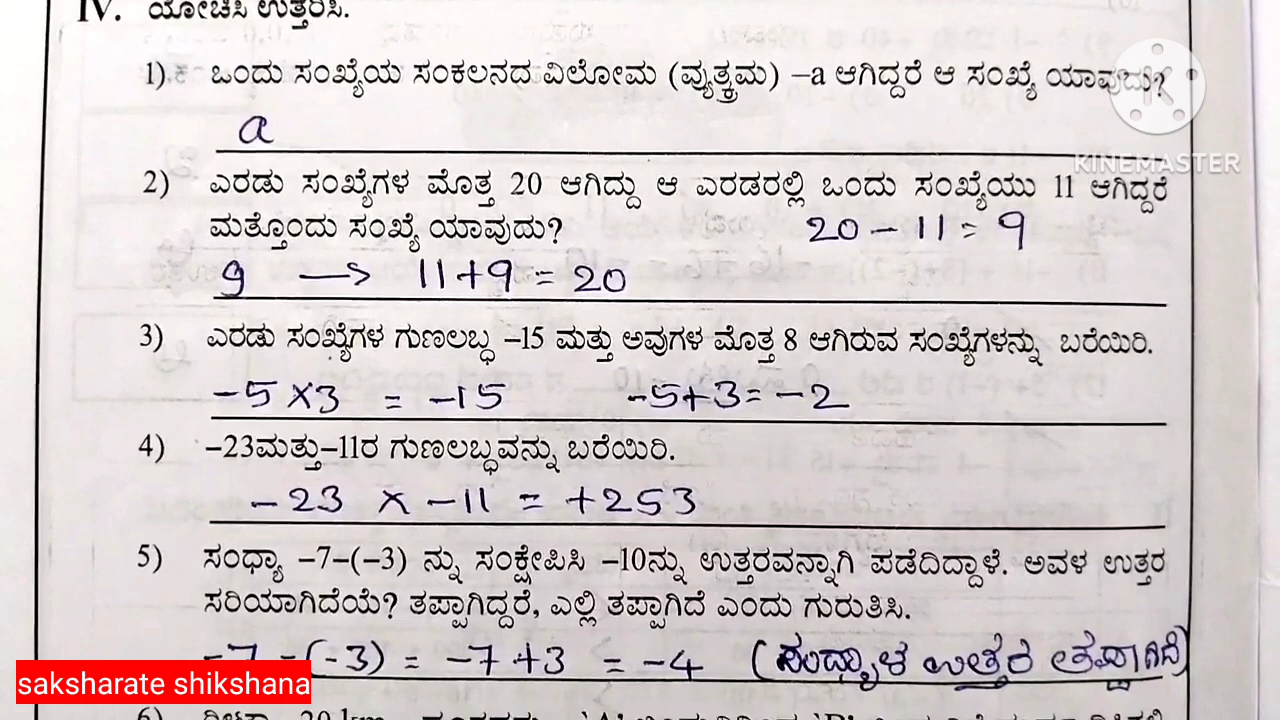 IV. ಯೋಚಿಸಿ ಉತ್ತರಿಸಿ.
1) ಒಂದು ಸಂಖ್ಯೆಯ ಸಂಕಲನದ ವಿಲೋಮ (ವ್ಯುತ್ಕ್ರಮ) –a ಆಗಿದ್ದರೆ ಆ ಸಂಖ್ಯೆ ಯಾವುದು?
a
KINEMASTER
2) ಎರಡು ಸಂಖ್ಯೆಗಳ ಮೊತ್ತ 20 ಆಗಿದ್ದು ಆ ಎರಡರಲ್ಲಿ ಒಂದು ಸಂಖ್ಯೆಯು 11 ಆಗಿದ್ದರೆ
ಮತ್ತೊಂದು ಸಂಖ್ಯೆ ಯಾವುದು? 20 – 11 = 9
9 → 11+9 = 20
3) ಎರಡು ಸಂಖ್ಯೆಗಳ ಗುಣಲಬ್ಧ –15 ಮತ್ತು ಅವುಗಳ ಮೊತ್ತ 8 ಆಗಿರುವ ಸಂಖ್ಯೆಗಳನ್ನು ಬರೆಯಿರಿ.
-5 ×3 = -15 -5+3 = -2
4) –23ಮತ್ತು–11ರ ಗುಣಲಬ್ಧವನ್ನು ಬರೆಯಿರಿ.
-23 × -11 = +253
5) ಸಂಧ್ಯಾ –7–(–3) ನ್ನು ಸಂಕ್ಷೇಪಿಸಿ –10ನ್ನು ಉತ್ತರವನ್ನಾಗಿ ಪಡೆದಿದ್ದಾಳೆ. ಅವಳ ಉತ್ತರ
ಸರಿಯಾಗಿದೆಯೆ? ತಪ್ಪಾಗಿದ್ದರೆ, ಎಲ್ಲಿ ತಪ್ಪಾಗಿದೆ ಎಂದು ಗುರುತಿಸಿ.
-7 - (-3) = -7 +3 = -4 (ಸಂಧ್ಯಾಳ ಉತ್ತರ ತಪ್ಪಾಗಿದೆ)
saksharate shikshana